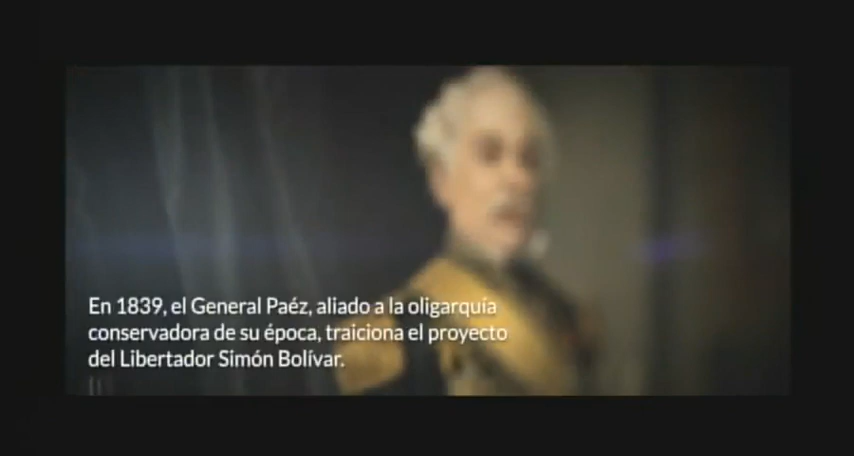 En 1839, el General Paéz, aliado a la oligarquía
conservadora de su época, traiciona el proyecto
del Libertador Simón Bolívar.